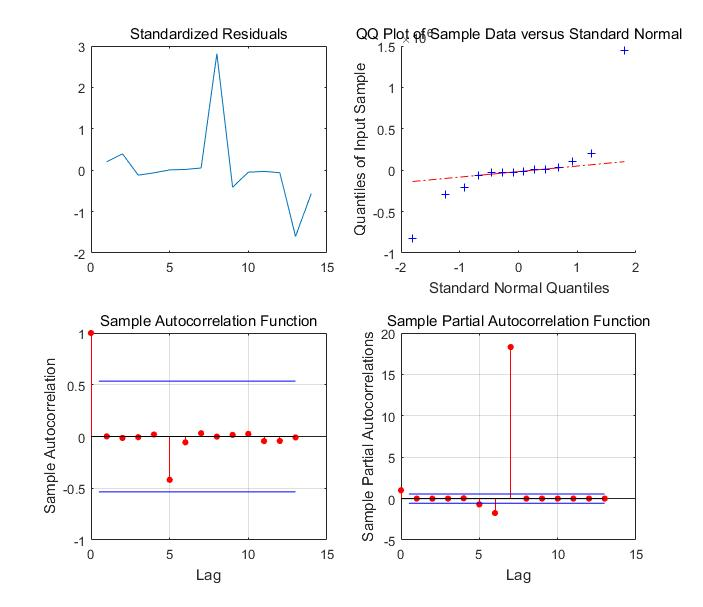 Standardized Residuals
3
2
1
0
-1
-2
0 5 10 15
QQ Plot of Sample Data versus Standard Normal
×10⁶
Quantiles of Input Sample
1.5
1
0.5
0
-0.5
-1
-2 -1 0 1 2
Standard Normal Quantiles
Sample Autocorrelation Function
Sample Autocorrelation
1
0.5
0
-0.5
-1
0 5 10 15
Lag
Sample Partial Autocorrelation Function
Sample Partial Autocorrelations
20
15
10
5
0
-5
0 5 10 15
Lag